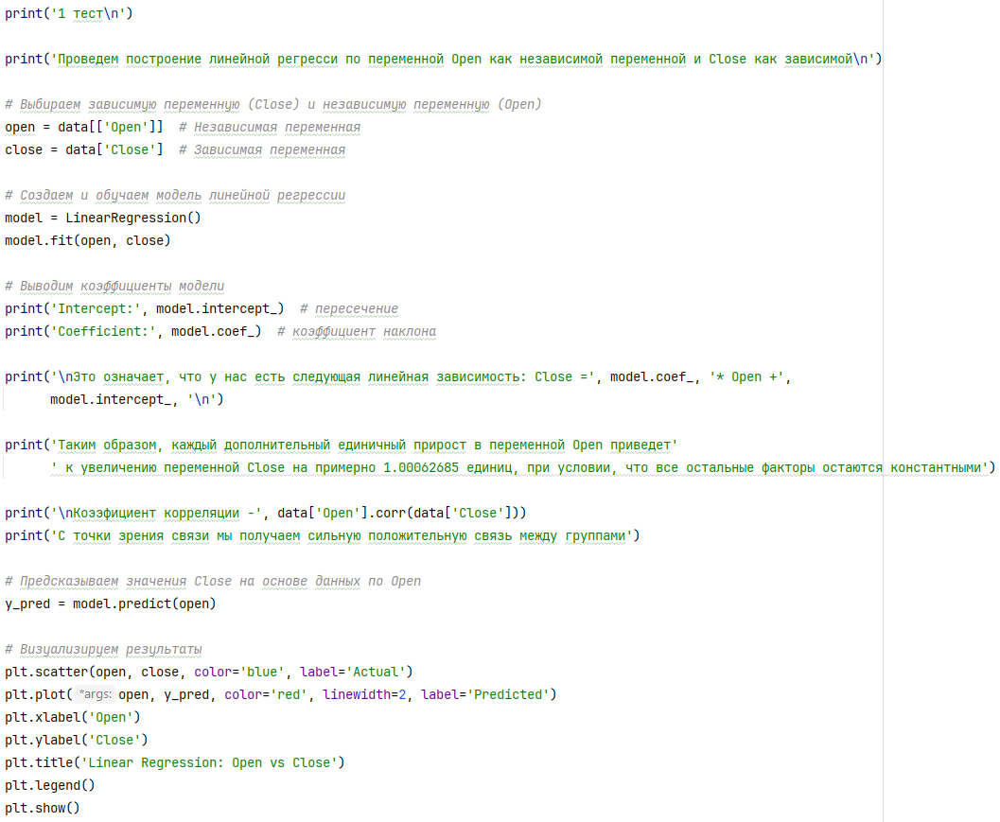 print('1 тест\n')
print('Проведем построение линейной регресси по переменной Open как независимой переменной и Close как зависимой\n')
# Выбираем зависимую переменную (Close) и независимую переменную (Open)
open = data[['Open']]  # Независимая переменная
close = data['Close']  # Зависимая переменная
# Создаем и обучаем модель линейной регрессии
model = LinearRegression()
model.fit(open, close)
# Выводим коэффициенты модели
print('Intercept:', model.intercept_)  # пересечение
print('Coefficient:', model.coef_)  # коэффициент наклона
print('\nЭто означает, что у нас есть следующая линейная зависимость: Close =', model.coef_, '* Open +',
      model.intercept_, '\n')
print('Таким образом, каждый дополнительный единичный прирост в переменной Open приведет'
      ' к увеличению переменной Close на примерно 1.00062685 единиц, при условии, что все остальные факторы остаются константными')
print('\nКоээфициент корреляции -', data['Open'].corr(data['Close']))
print('С точки зрения связи мы получаем сильную положительную связь между группами')
# Предсказываем значения Close на основе данных по Open
y_pred = model.predict(open)
# Визуализируем результаты
plt.scatter(open, close, color='blue', label='Actual')
plt.plot( *args: open, y_pred, color='red', linewidth=2, label='Predicted')
plt.xlabel('Open')
plt.ylabel('Close')
plt.title('Linear Regression: Open vs Close')
plt.legend()
plt.show()